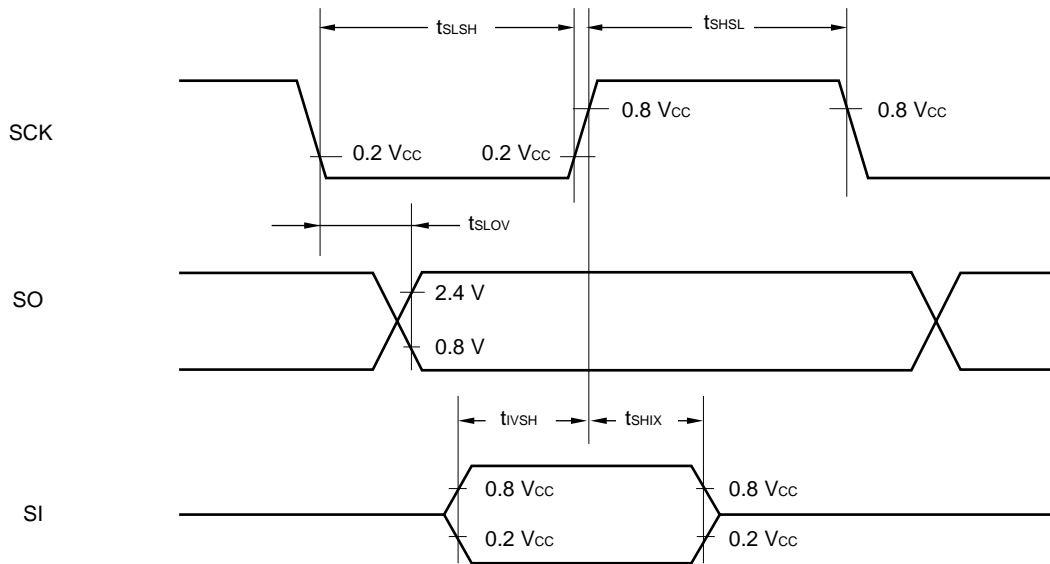 tSLSH
tSHSL
SCK
0.8 VCC
0.8 VCC
0.2 VCC
0.2 VCC
tSLOV
SO
2.4 V
0.8 V
tIVSH
tSHIX
SI
0.8 VCC
0.8 VCC
0.2 VCC
0.2 VCC